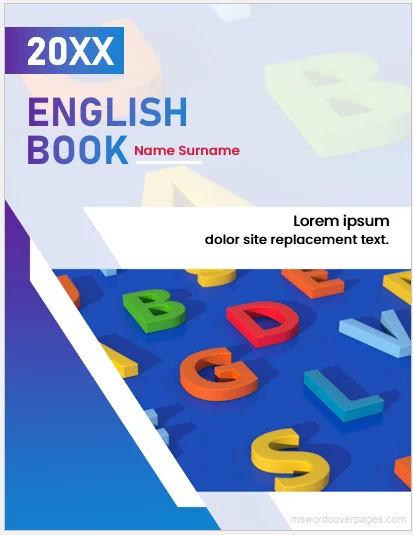 20XX
ENGLISH
BOOK Name Surname
Lorem ipsum
dolor site replacement text.
B
E
B
D
G
V
L
S
mswordcoverpages.com